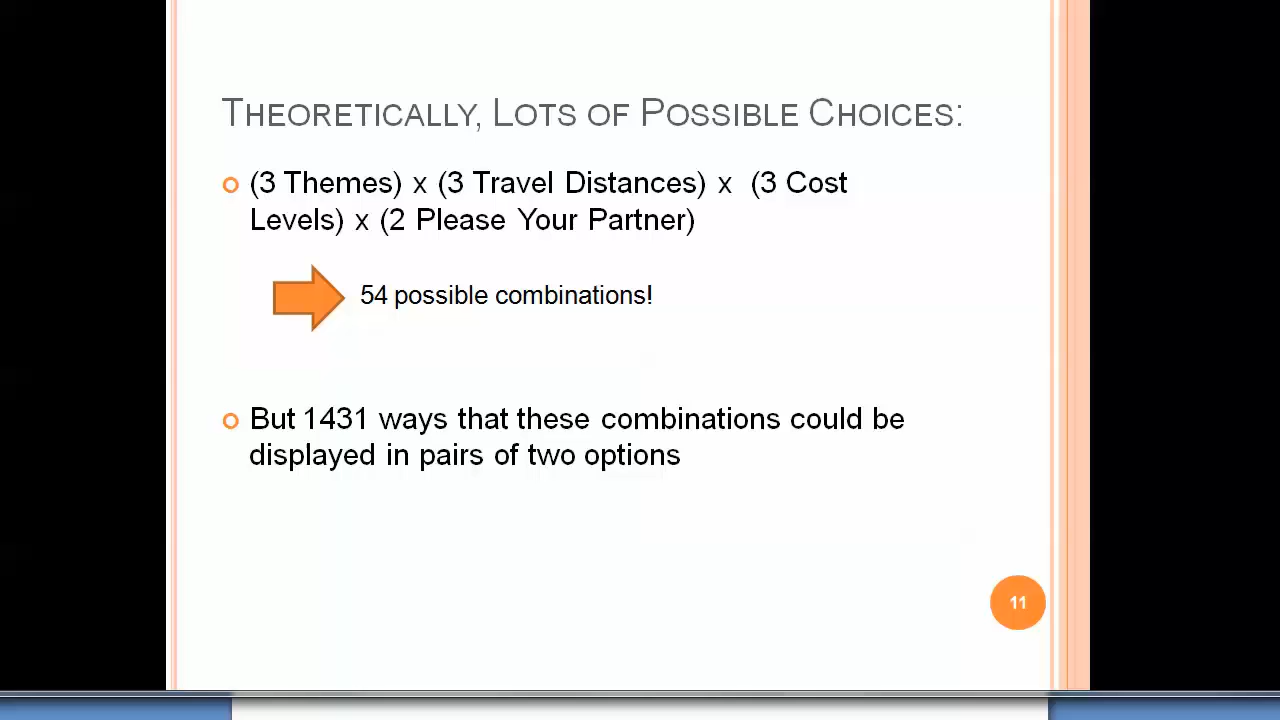 Theoretically, Lots of Possible Choices:
(3 Themes) x (3 Travel Distances) x (3 Cost
Levels) x (2 Please Your Partner)
54 possible combinations!
But 1431 ways that these combinations could be
displayed in pairs of two options
11